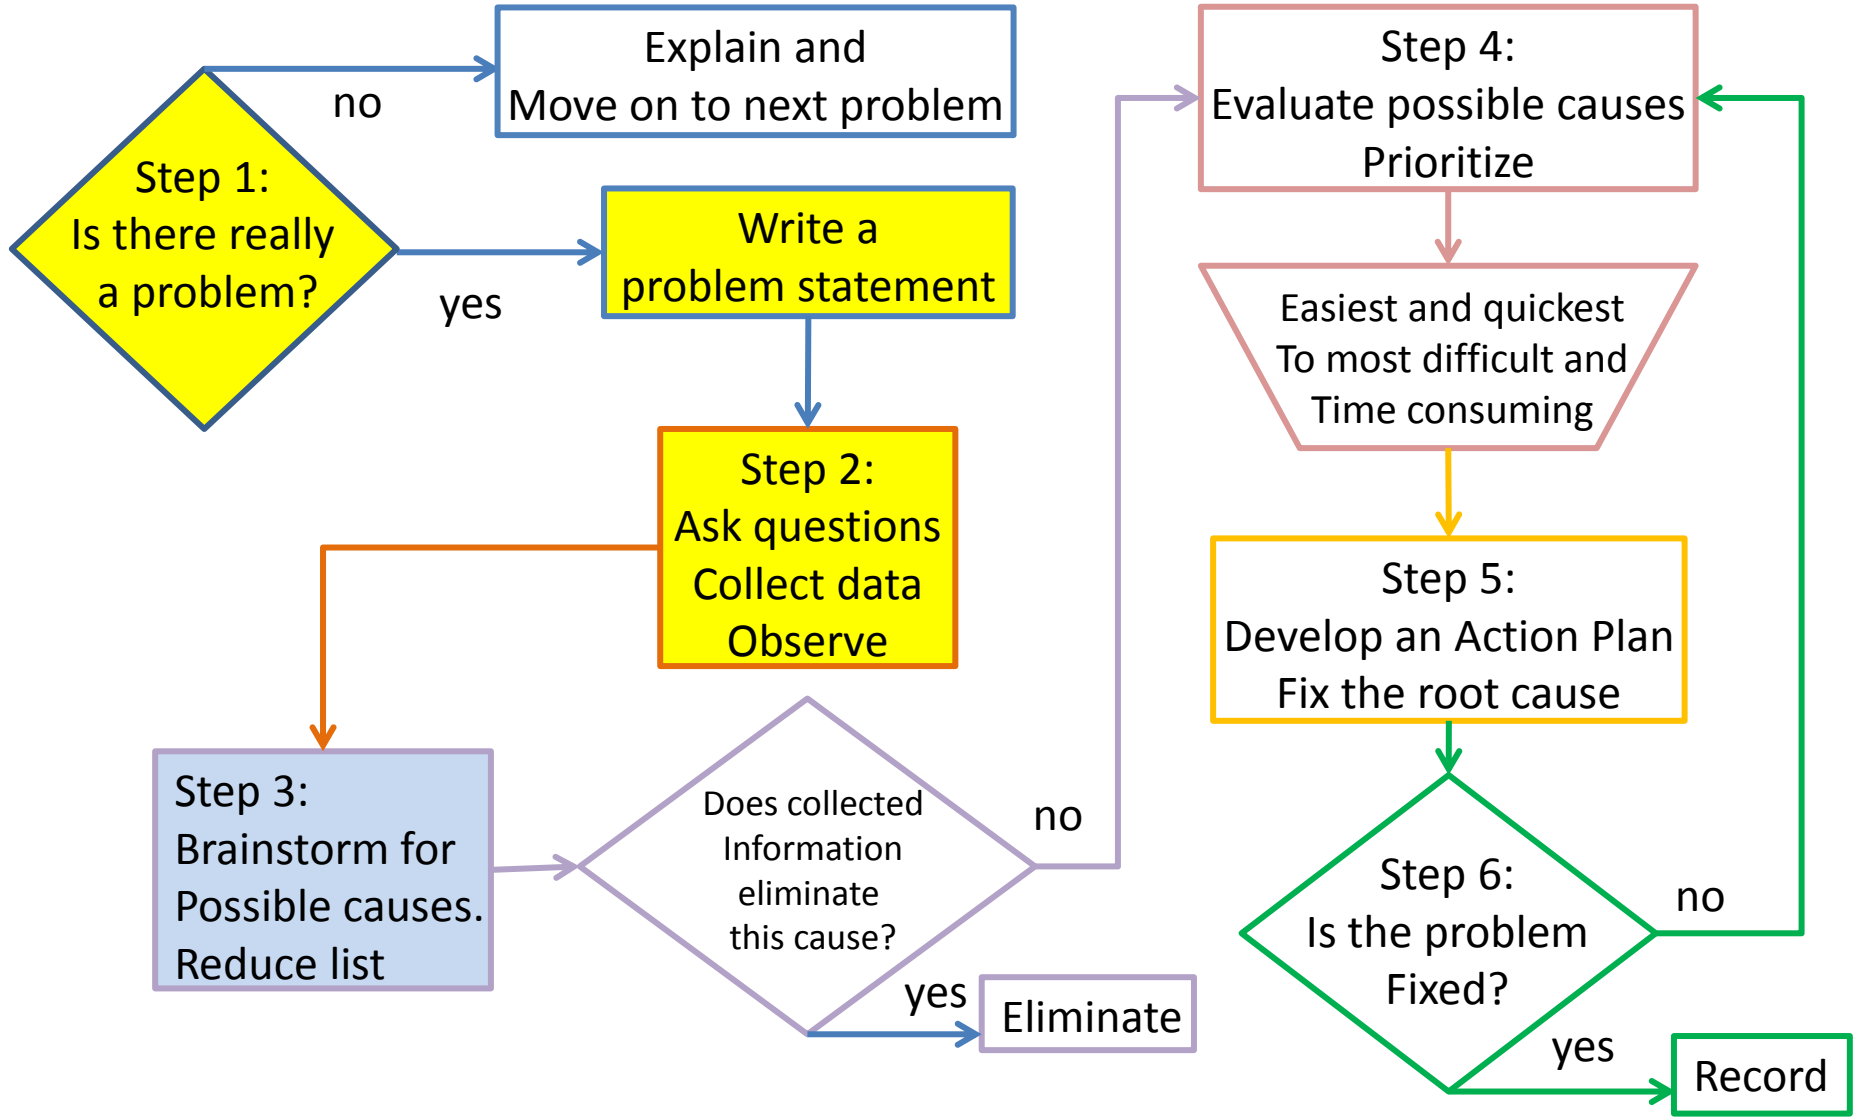 Step 1:
Is there really
a problem?
no
Explain and
Move on to next problem
yes
Write a
problem statement
Step 2:
Ask questions
Collect data
Observe
Step 3:
Brainstorm for
Possible causes.
Reduce list
Does collected
Information
eliminate
this cause?
yes
Eliminate
no
Step 4:
Evaluate possible causes
Prioritize
Easiest and quickest
To most difficult and
Time consuming
Step 5:
Develop an Action Plan
Fix the root cause
Step 6:
Is the problem
Fixed?
no
yes
Record